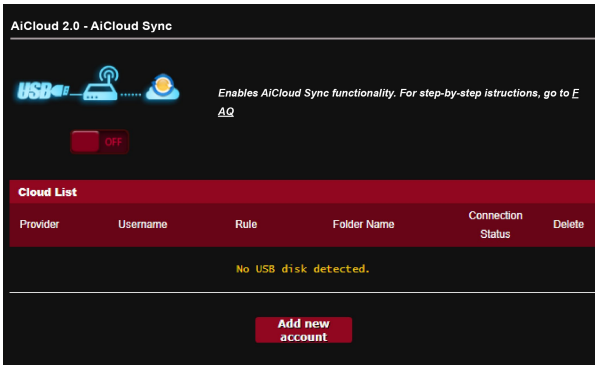 AiCloud 2.0 - AiCloud Sync
USB
Enables AiCloud Sync functionality. For step-by-step istructions, go to F
AQ
OFF
Cloud List
Provider Username Rule Folder Name Connection Status Delete
No USB disk detected.
Add new
account